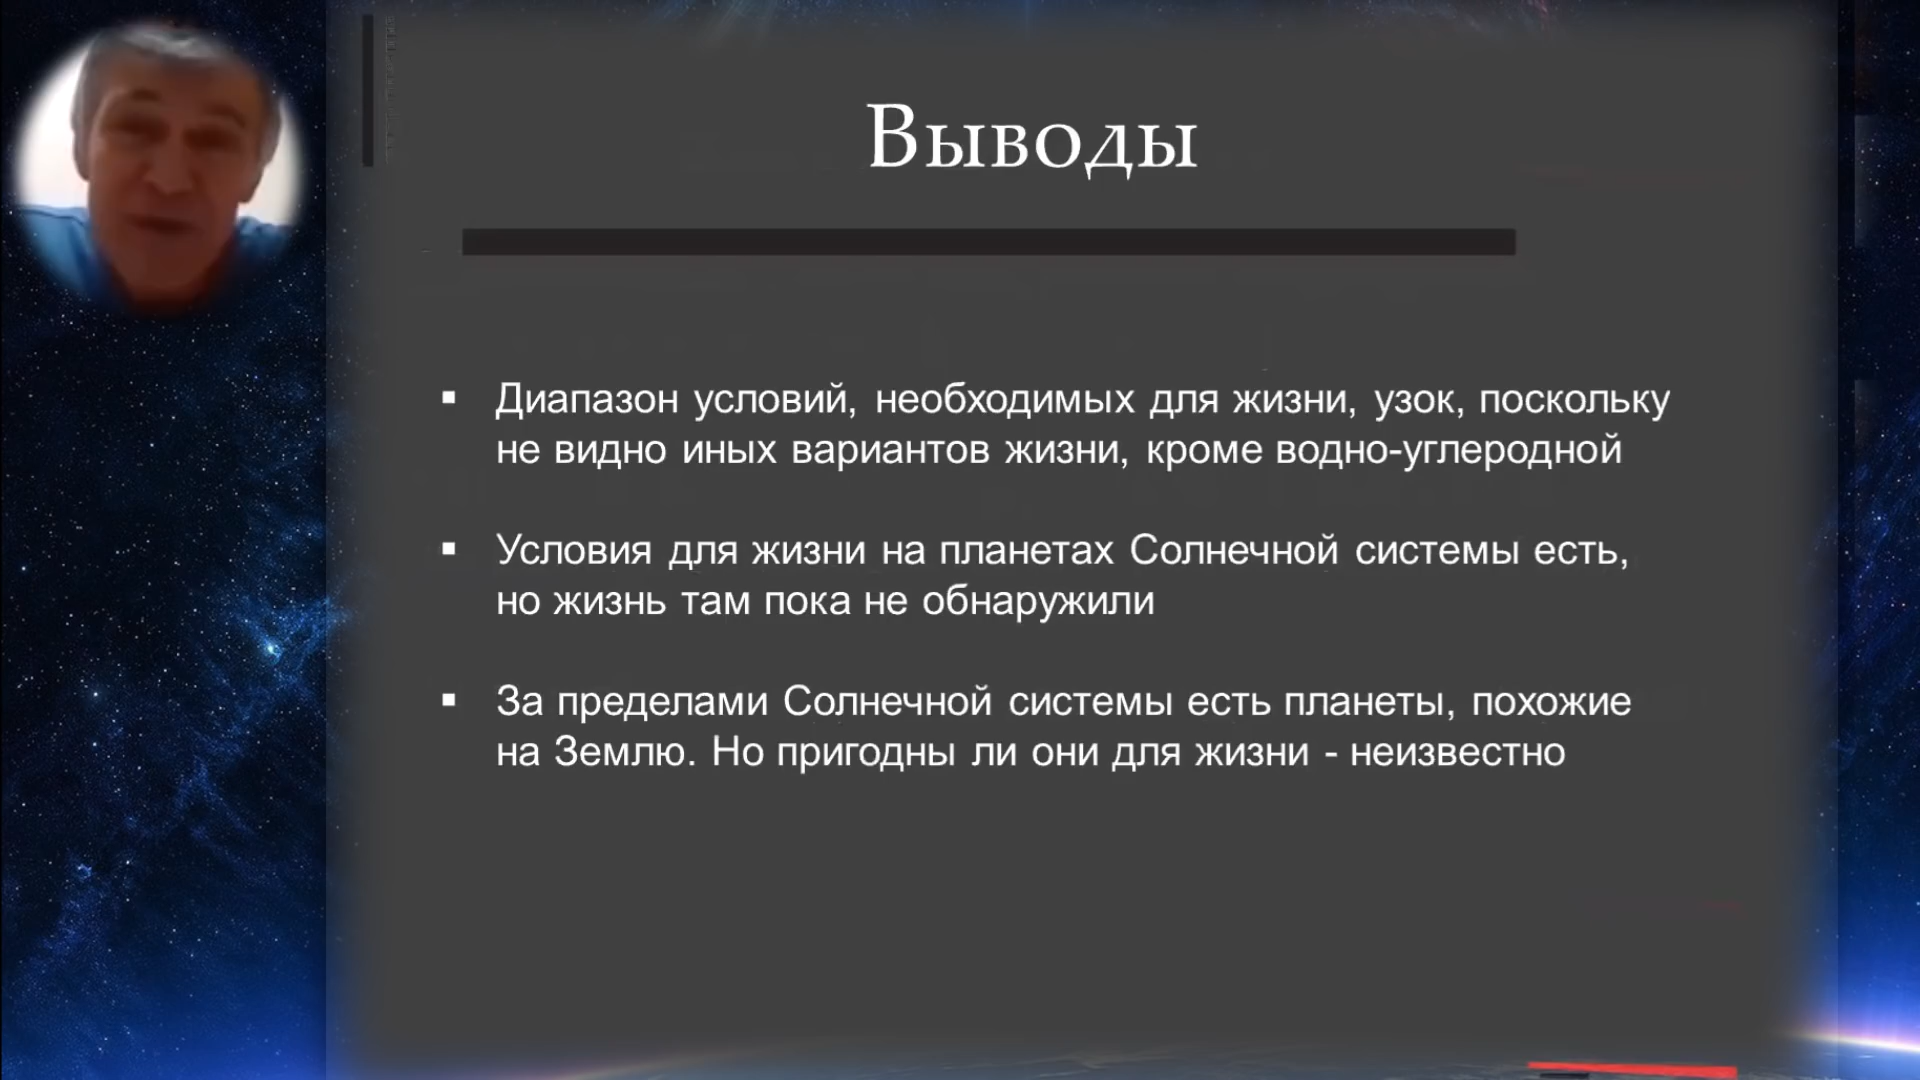 Выводы
Диапазон условий, необходимых для жизни, узок, поскольку
не видно иных вариантов жизни, кроме водно-углеродной
Условия для жизни на планетах Солнечной системы есть,
но жизнь там пока не обнаружили
За пределами Солнечной системы есть планеты, похожие
на Землю. Но пригодны ли они для жизни - неизвестно